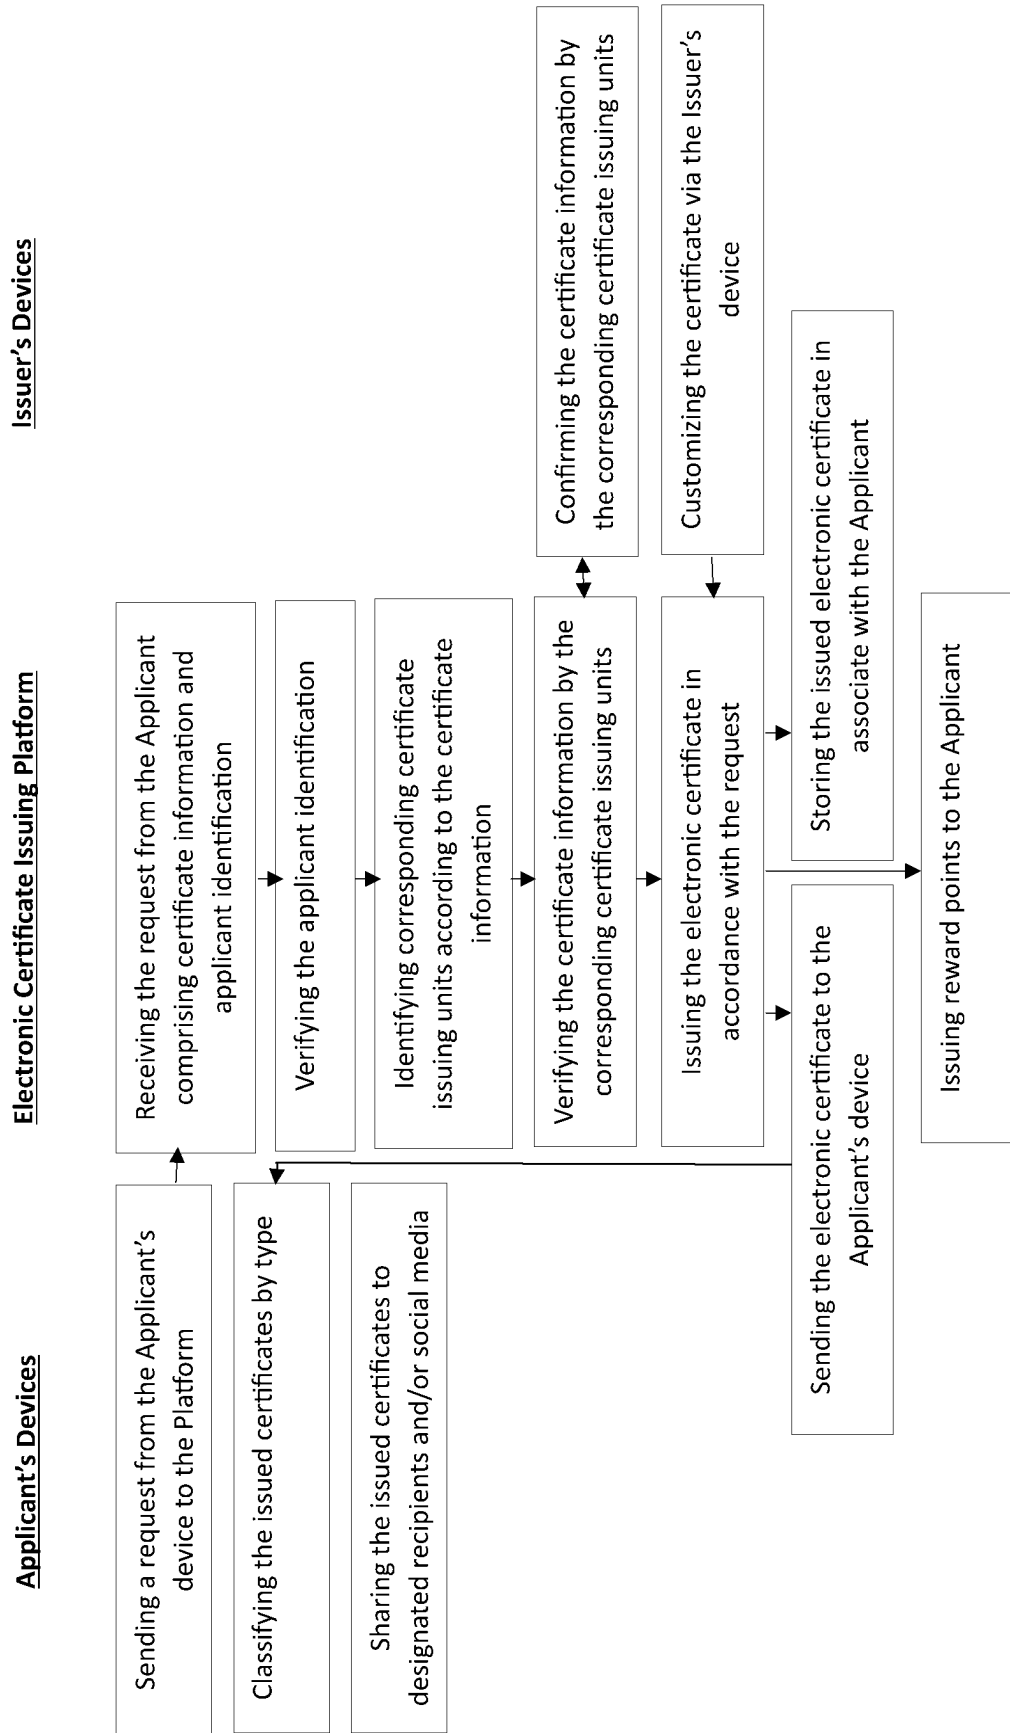 Applicant's Devices
Electronic Certificate Issuing Platform
Issuer's Devices
Sending a request from the Applicant's
device to the Platform
Receiving the request from the Applicant
comprising certificate information and
applicant identification
Classifying the issued certificates by type
Verifying the applicant identification
Sharing the issued certificates to
designated recipients and/or social media
Identifying corresponding certificate
issuing units according to the certificate
information
Verifying the certificate information by the
corresponding certificate issuing units
Confirming the certificate information by
the corresponding certificate issuing units
Issuing the electronic certificate in
accordance with the request
Customizing the certificate via the Issuer's
device
Sending the electronic certificate to the
Applicant's device
Storing the issued electronic certificate in
associate with the Applicant
Issuing reward points to the Applicant